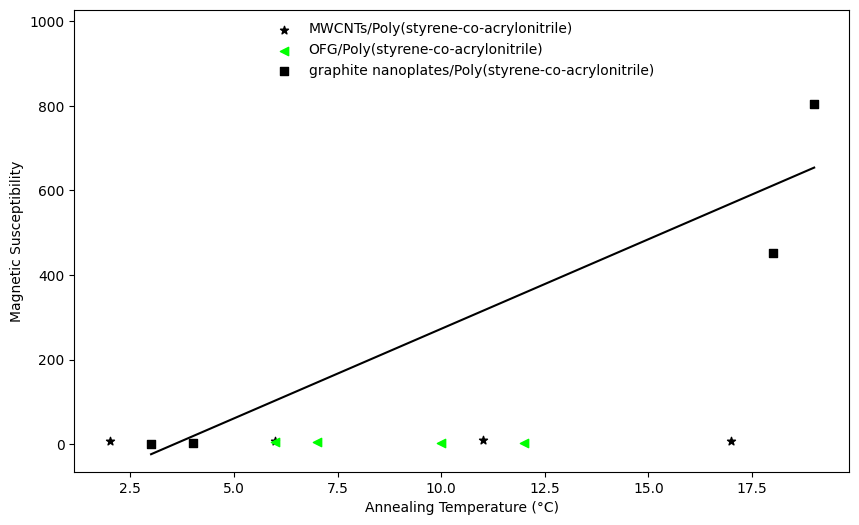 MWCNTs/Poly(styrene-co-acrylonitrile)
OFG/Poly(styrene-co-acrylonitrile)
graphite nanoplates/Poly(styrene-co-acrylonitrile)
1000
800
600
400
200
0
Magnetic Susceptibility
2.5 5.0 7.5 10.0 12.5 15.0 17.5
Annealing Temperature (°C)